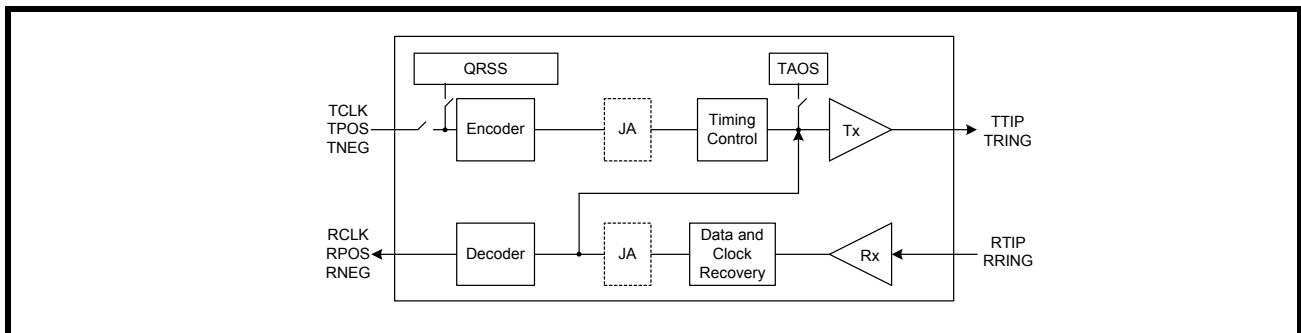 QRSS
TAOS
TCLK
TPOS
TNEG
Encoder
JA
Timing
Control
Tx
TTIP
TRING
RCLK
RPOS
RNEG
Decoder
JA
Data and
Clock
Recovery
Rx
RTIP
RRING